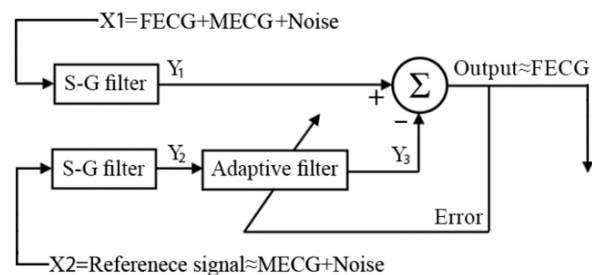 X1=FECG+MECG+Noise
S-G filter
Y1
+
Σ
−
Output≈FECG
S-G filter
Y2
Adaptive filter
Y3
Error
X2=Referenece signal≈MECG+Noise